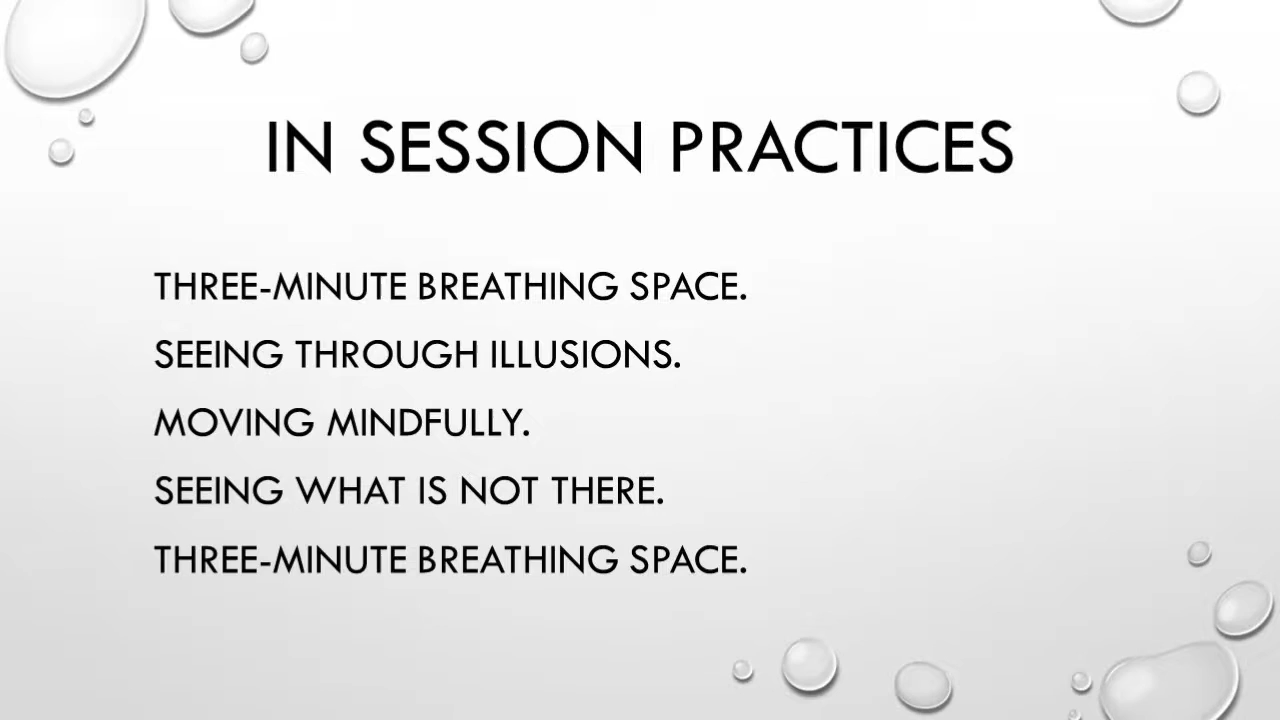 IN SESSION PRACTICES
THREE-MINUTE BREATHING SPACE.
SEEING THROUGH ILLUSIONS.
MOVING MINDFULLY.
SEEING WHAT IS NOT THERE.
THREE-MINUTE BREATHING SPACE.